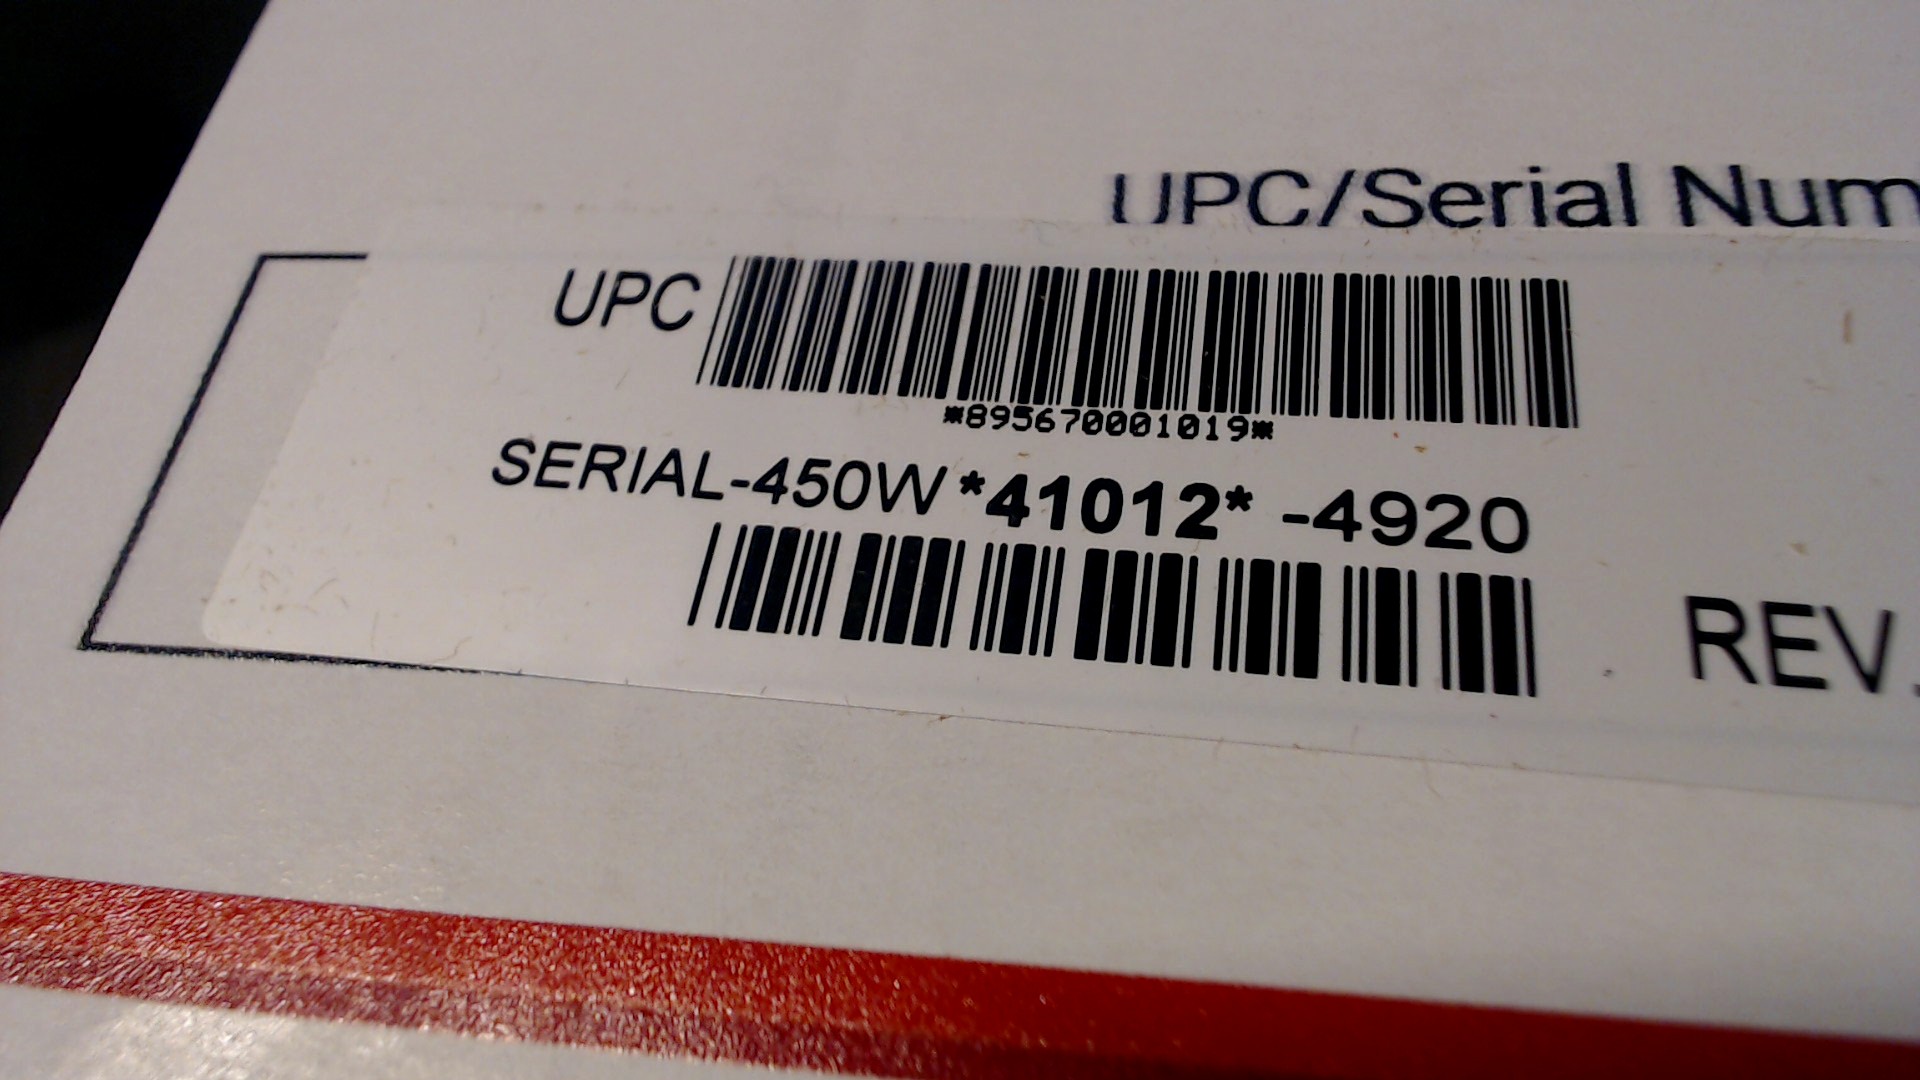 UPC/Serial Num
UPC
*895670001019*
SERIAL-450W *41012* -4920
REV.